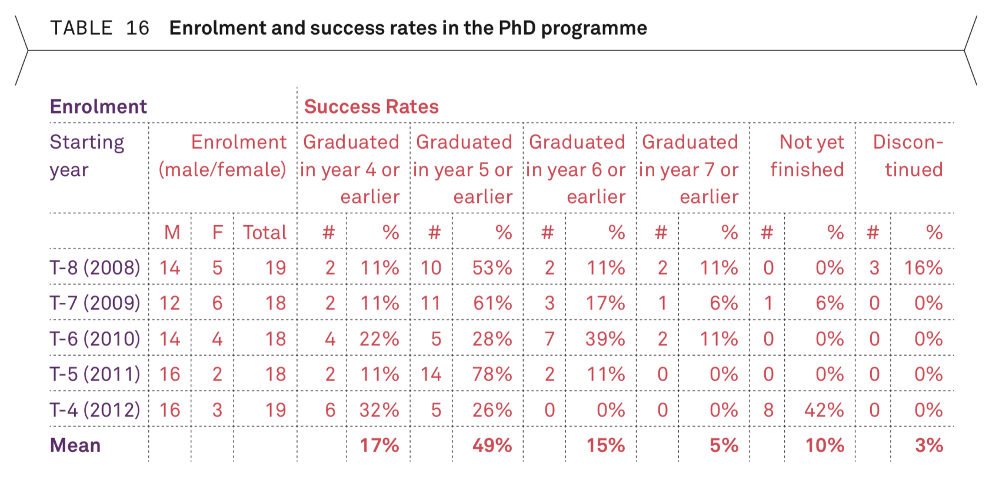 TABLE 16 Enrolment and success rates in the PhD programme
Enrolment Success Rates
Starting Enrolment Graduated Graduated Graduated Graduated Not yet Discon-
year (male/female) in year 4 or in year 5 or in year 6 or in year 7 or finished tinued
earlier earlier earlier earlier
M F Total # % # % # % # % # % # %
T-8 (2008) 14 5 19 2 11% 10 53% 2 11% 2 11% 0 0% 3 16%
T-7 (2009) 12 6 18 2 11% 11 61% 3 17% 1 6% 1 6% 0 0%
T-6 (2010) 14 4 18 4 22% 5 28% 7 39% 2 11% 0 0% 0 0%
T-5 (2011) 16 2 18 2 11% 14 78% 2 11% 0 0% 0 0% 0 0%
T-4 (2012) 16 3 19 6 32% 5 26% 0 0% 0 0% 8 42% 0 0%
Mean 17% 49% 15% 5% 10% 3%